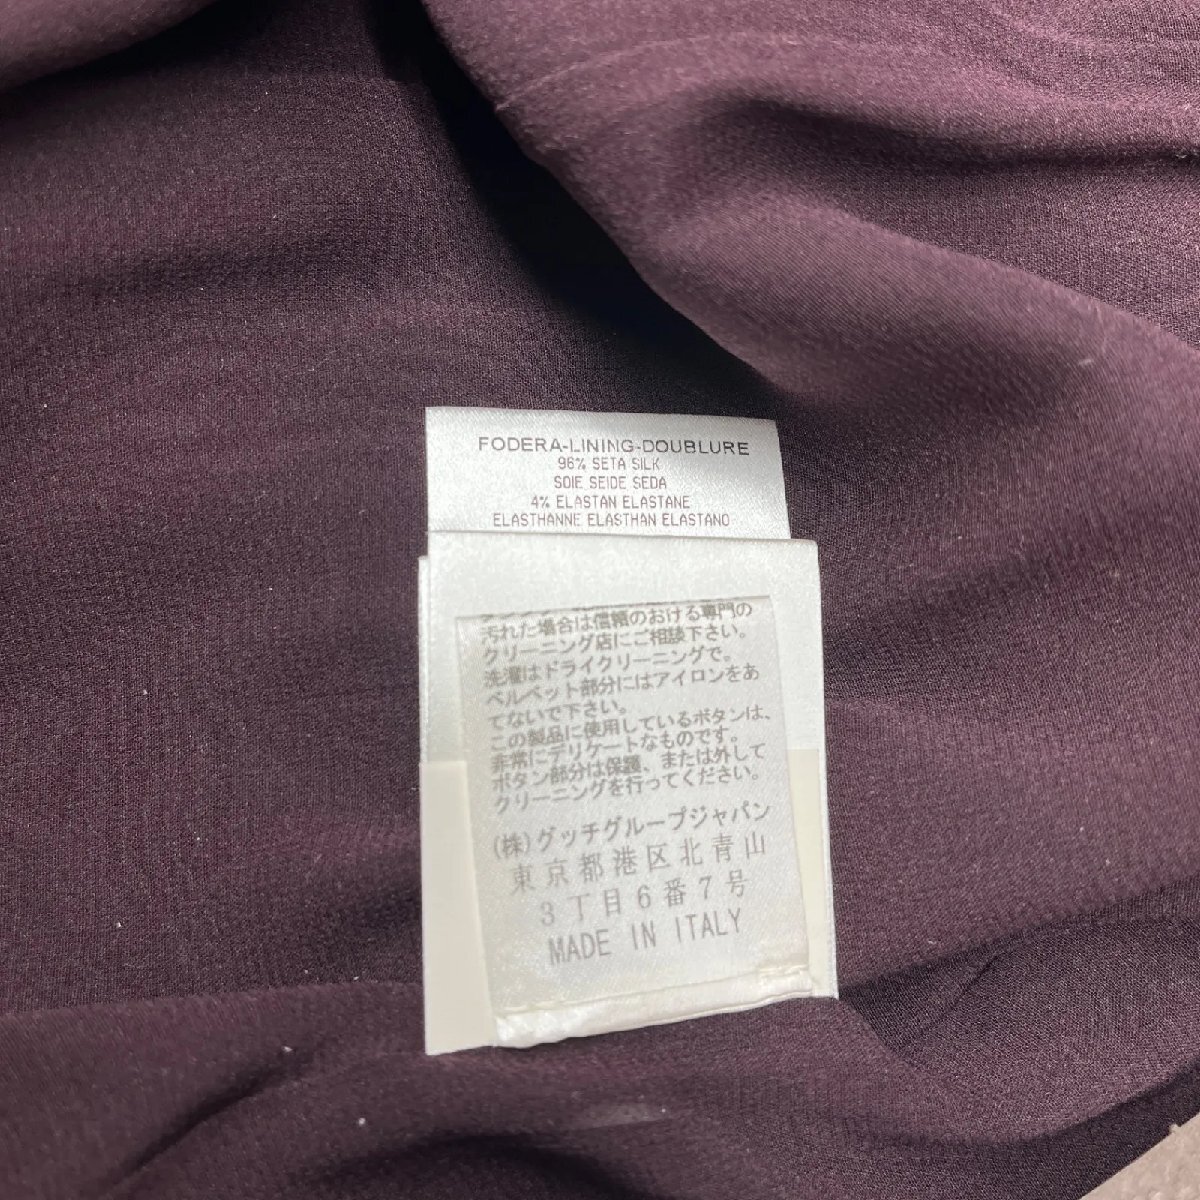 FODERA-LINING-DOUBLURE
96% SETA SILK
SOIE SEIDE SEDA
4% ELASTAN ELASTANE
ELASTHANNE ELASTHAN ELASTANO
汚れた場合は信頼のおける専門の
クリーニング店にご相談下さい。
洗濯はドライクリーニングで。
ベルベット部分にはアイロンをあ
てないで下さい。
この製品に使用しているボタンは、
非常にデリケートなものです。
ボタン部分は保護、または外して
クリーニングを行ってください。
(株)グッチグループジャパン
東京都港区北青山
3丁目6番7号
MADE IN ITALY